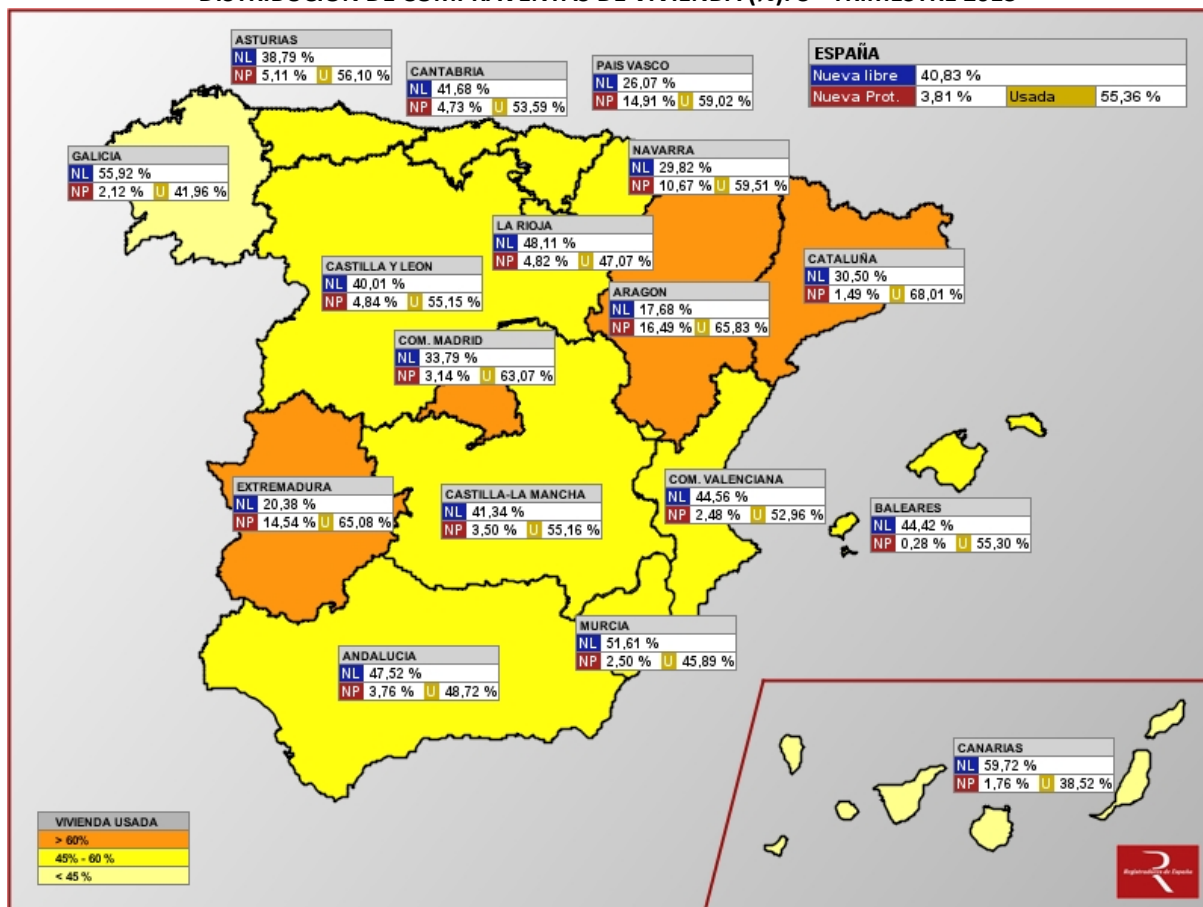 DISTRIBUCIÓN DE COMPRAVENTAS DE VIVIENDA (%). TRIMESTRE
ASTURIAS
NL 38,79 %
NP 5,11 % U 56,10 %
CANTABRIA
NL 41,68 %
NP 4,73 % U 53,59 %
PAIS VASCO
NL 26,07 %
NP 14,91 % U 59,02 %
ESPAÑA
Nueva libre 40,83 %
Nueva Prot. 3,81 % Usada 55,36 %
GALICIA
NL 55,92 %
NP 2,12 % U 41,96 %
NAVARRA
NL 29,82 %
NP 10,67 % U 59,51 %
LA RIOJA
NL 48,11 %
NP 4,82 % U 47,07 %
CASTILLA Y LEON
NL 40,01 %
NP 4,84 % U 55,15 %
CATALUÑA
NL 30,50 %
NP 1,49 % U 68,01 %
ARAGON
NL 17,68 %
NP 16,49 % U 65,83 %
COM. MADRID
NL 33,79 %
NP 3,14 % U 63,07 %
EXTREMADURA
NL 20,38 %
NP 14,54 % U 65,08 %
CASTILLA-LA MANCHA
NL 41,34 %
NP 3,50 % U 55,16 %
COM. VALENCIANA
NL 44,56 %
NP 2,48 % U 52,96 %
BALEARES
NL 44,42 %
NP 0,28 % U 55,30 %
MURCIA
NL 51,61 %
NP 2,50 % U 45,89 %
ANDALUCIA
NL 47,52 %
NP 3,76 % U 48,72 %
CANARIAS
NL 59,72 %
NP 1,76 % U 38,52 %
VIVIENDA USADA
> 60%
45% - 60 %
< 45 %
R
Registradores de España